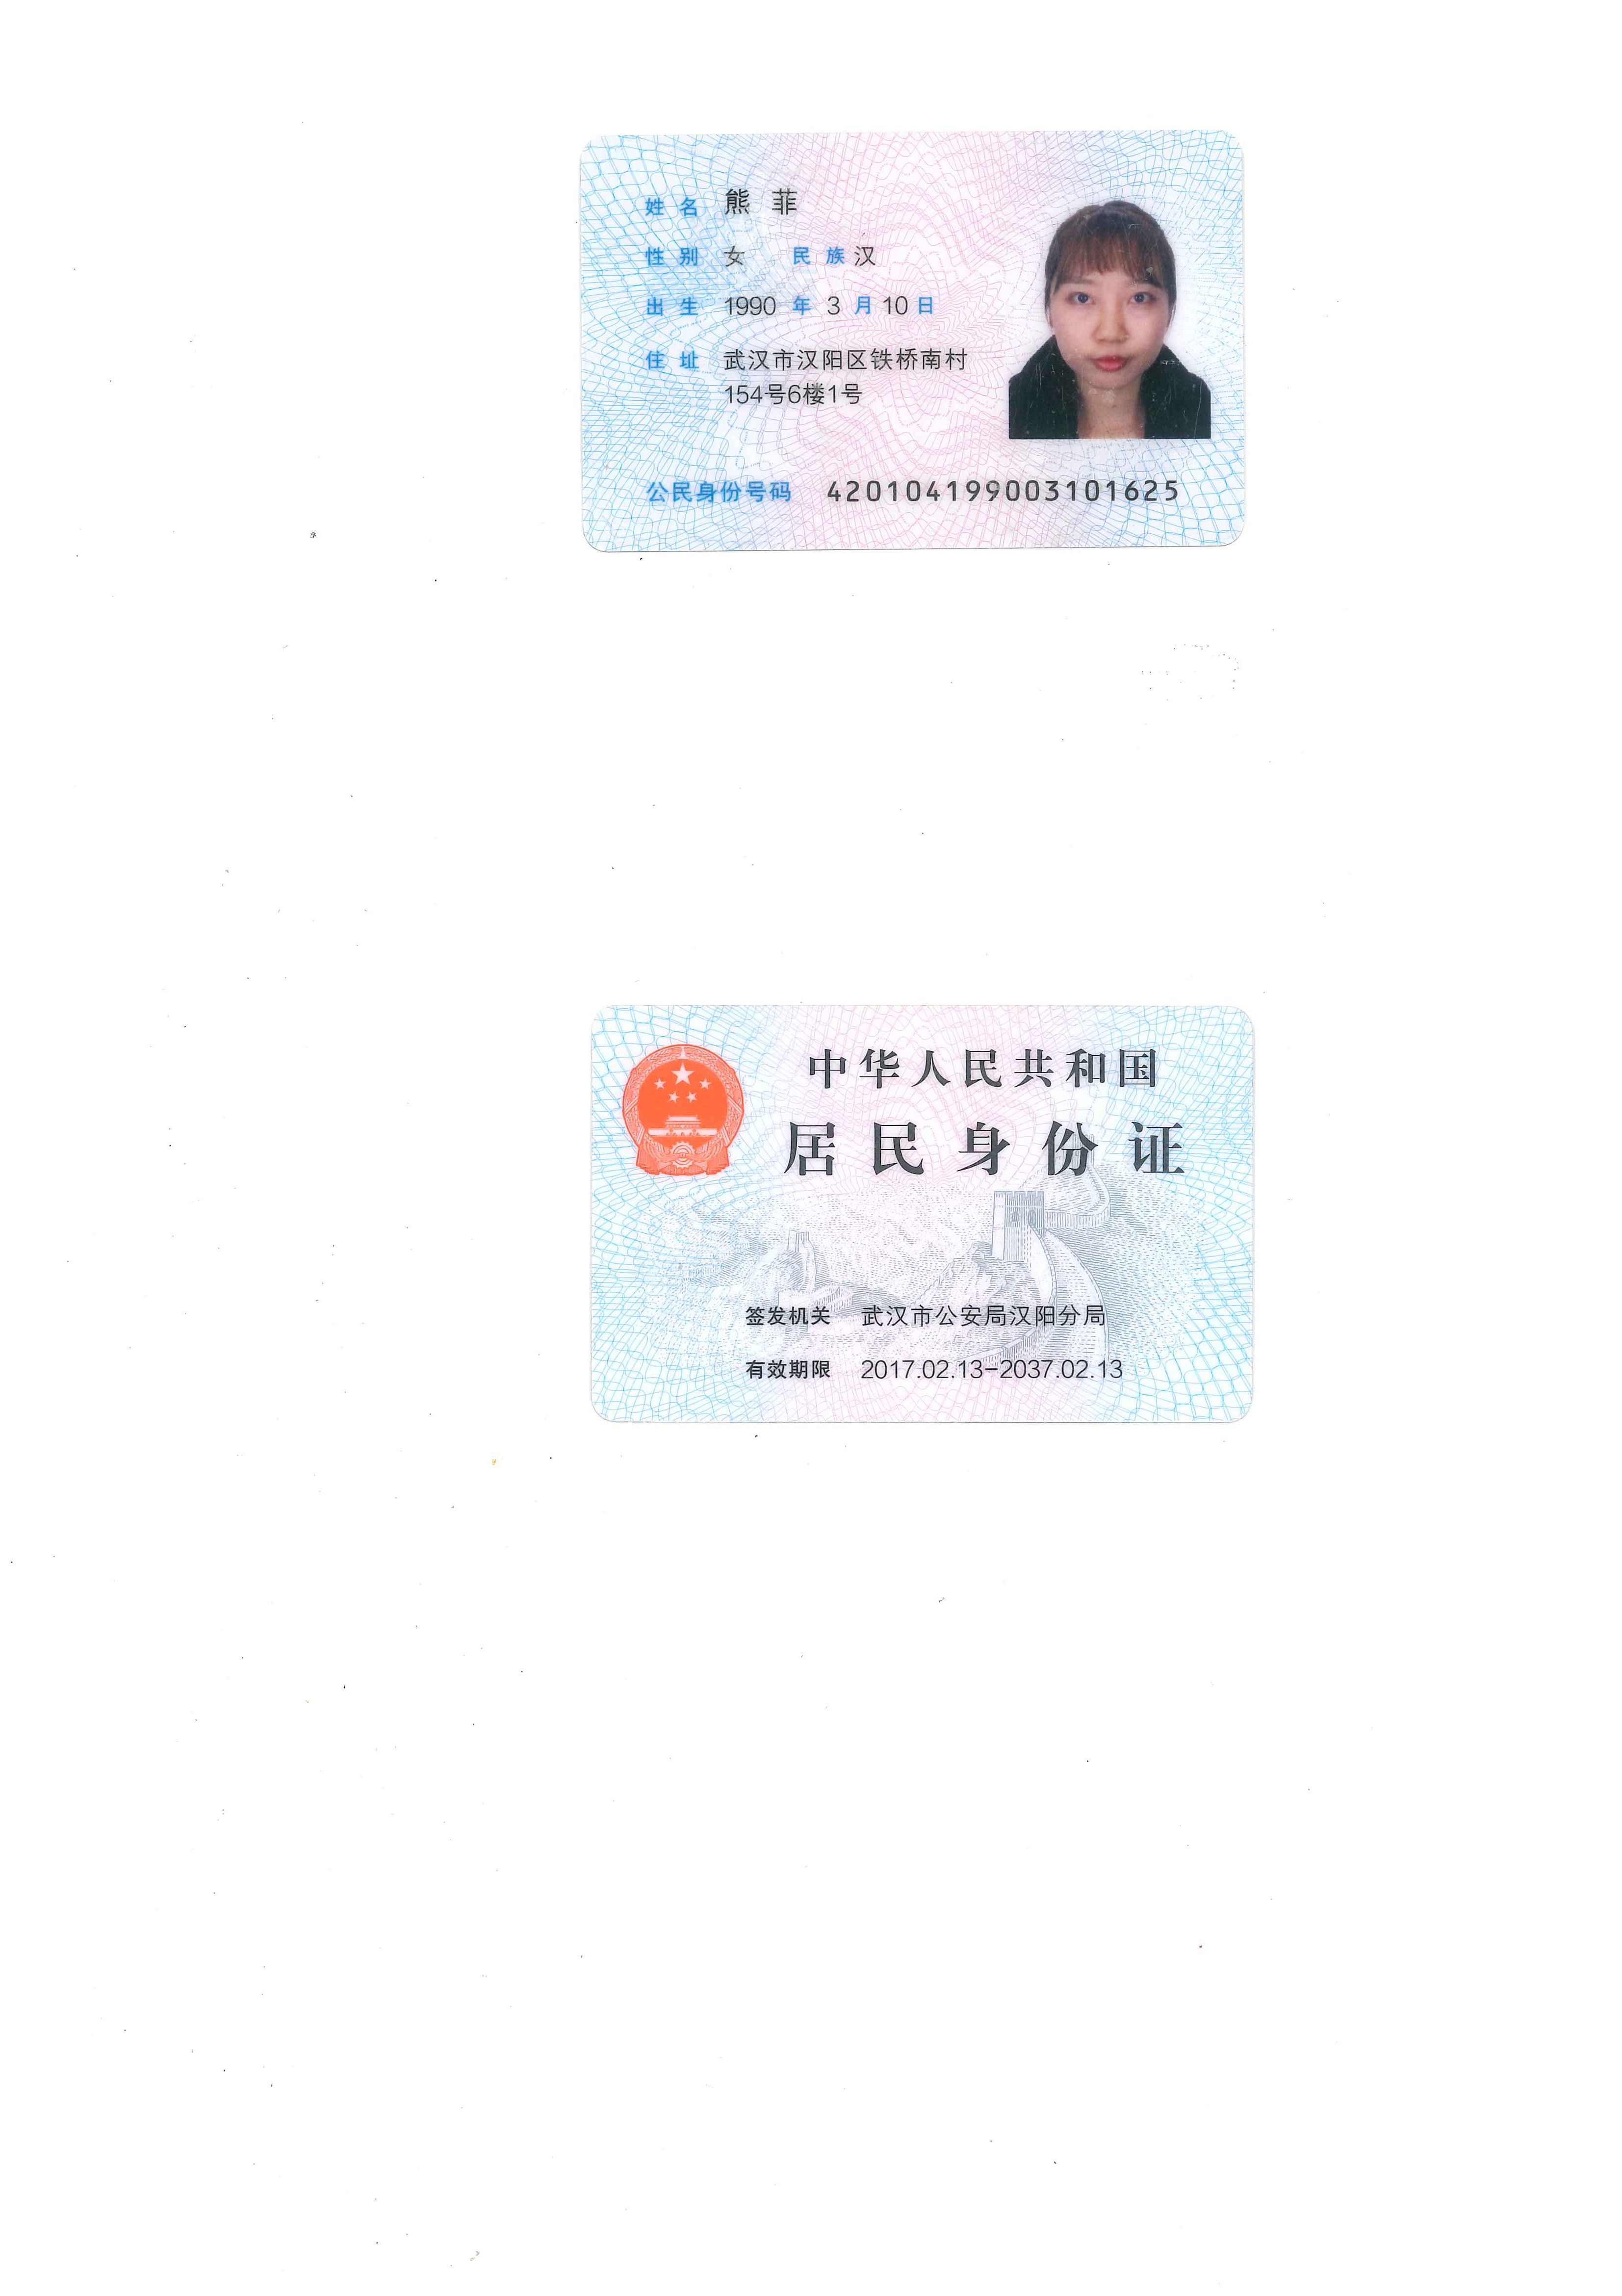 姓名 熊菲
性别 女 民族 汉
出生 1990 年 3 月 10 日
住址 武汉市汉阳区铁桥南村
154号6楼1号
公民身份号码 420104199003101625
中华人民共和国
居民身份证
签发机关 武汉市公安局汉阳分局
有效期限 2017.02.13-2037.02.13